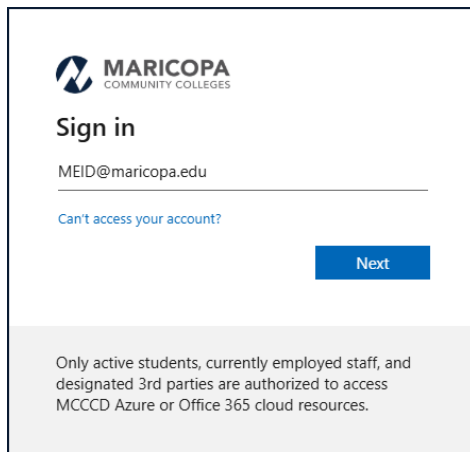 MARICOPA
COMMUNITY COLLEGES
Sign in
MEID@maricopa.edu
Can't access your account?
Next
Only active students, currently employed staff, and
designated 3rd parties are authorized to access
MCCCD Azure or Office 365 cloud resources.